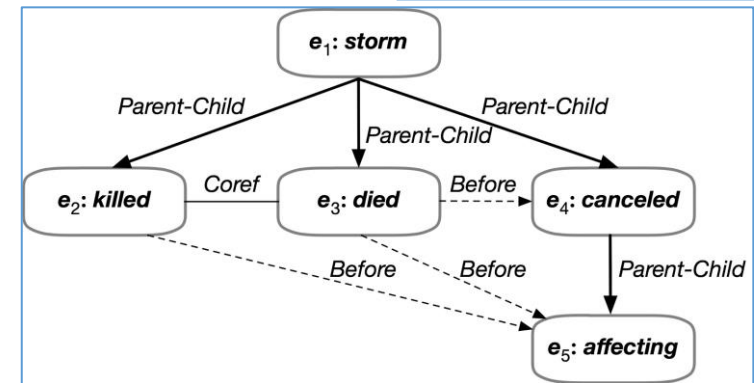 e₁: storm
Parent-Child
Parent-Child
Parent-Child
e₂: killed
Coref
e₃: died
Before
e₄: canceled
Before
Before
Parent-Child
e₅: affecting